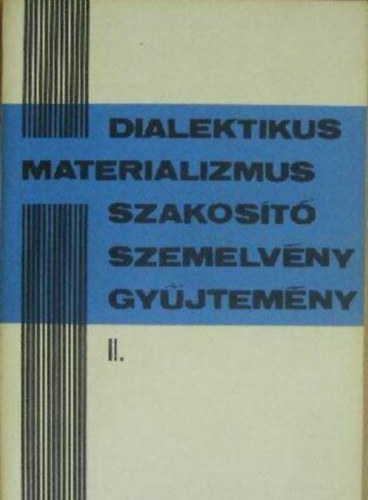 DIALEKTIKUS
MATERIALIZMUS
SZAKOSÍTÓ
SZEMELVÉNY
GYŰJTEMÉNY
II.